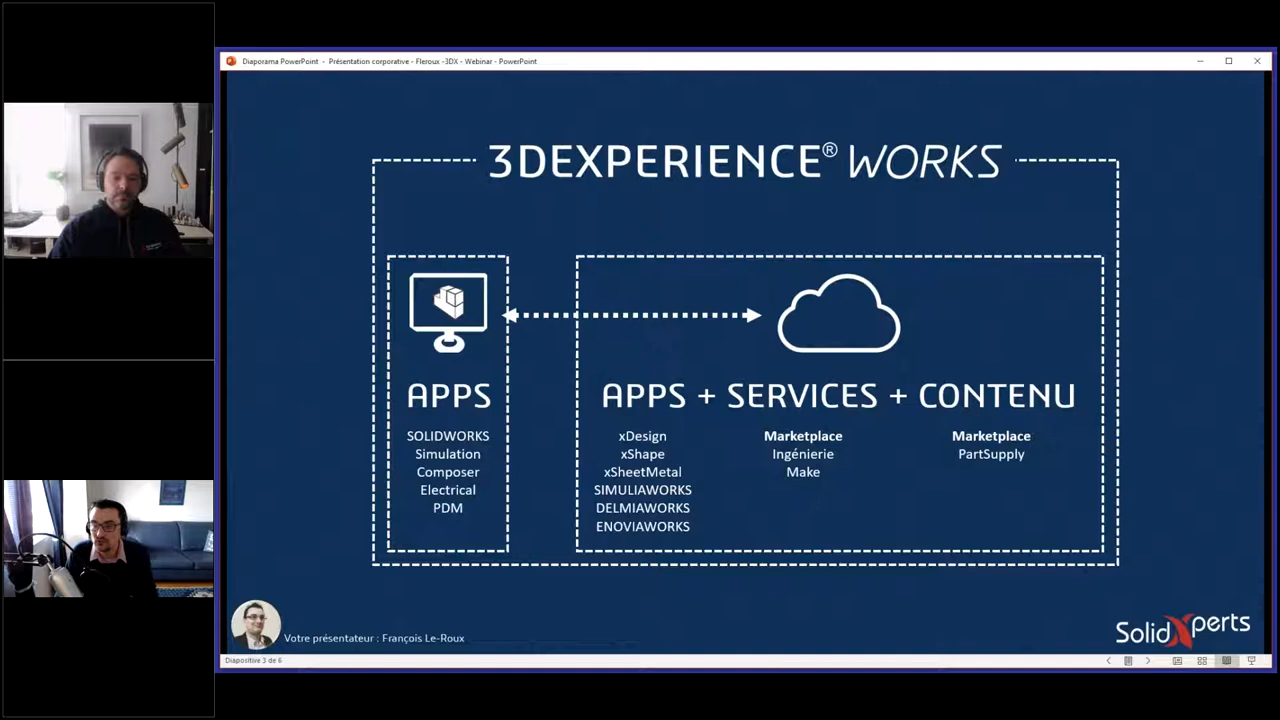 Diaporama PowerPoint - Présentation corporative - Fleroux -3DX - Webinar - PowerPoint
3DEXPERIENCE® WORKS
APPS
SOLIDWORKS
Simulation
Composer
Electrical
PDM
APPS + SERVICES + CONTENU
xDesign
xShape
xSheetMetal
SIMULIAWORKS
DELMIAWORKS
ENOVIAWORKS
Marketplace
Ingénierie
Make
Marketplace
PartSupply
Votre présentateur : François Le-Roux
SolidXperts
Diapositive 3 de 6